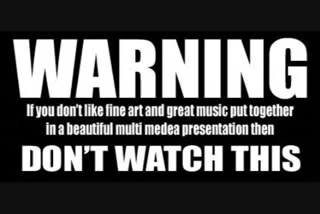 WARNING
If you don't like fine art and great music put together
in a beautiful multi medea presentation then
DON'T WATCH THIS